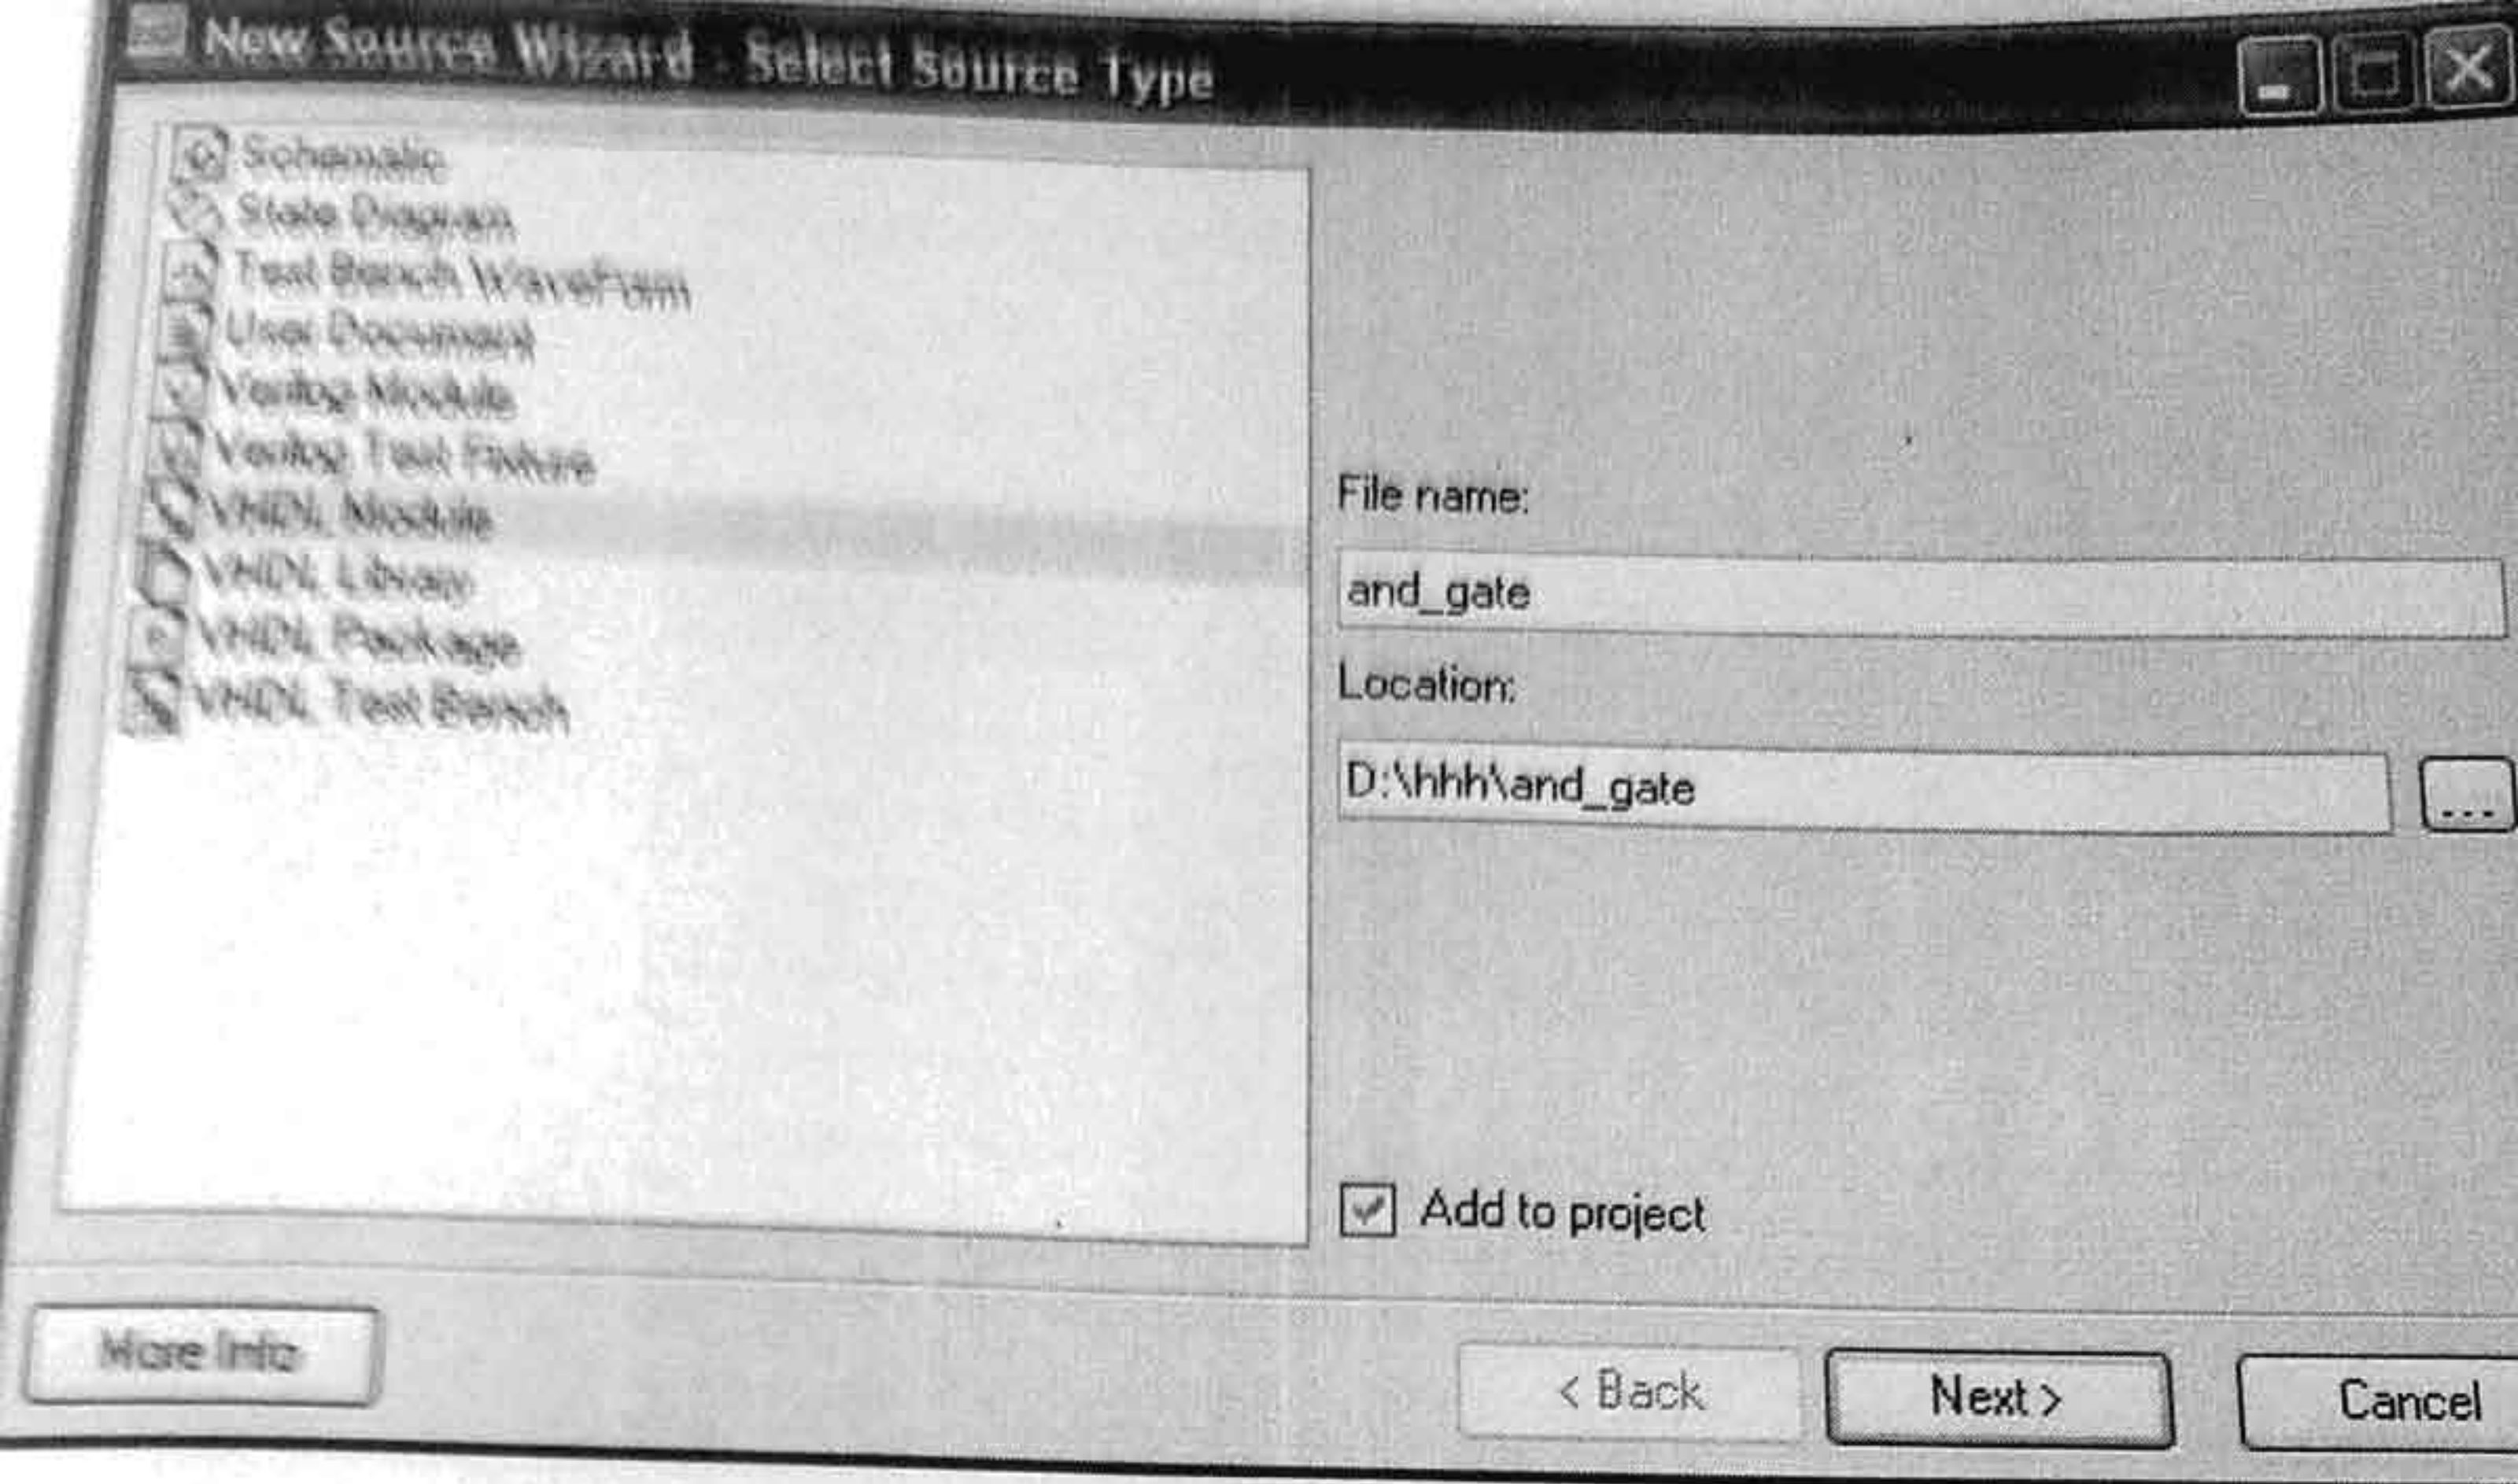 New Source Wizard - Select Source Type
Schematic
State Diagram
Test Bench WaveForm
User Document
Verilog Module
Verilog Test Fixture
VHDL Module
VHDL Library
VHDL Package
VHDL Test Bench
File name:
and_gate
Location:
D:\hhh\and_gate
...
Add to project
More Info
< Back
Next >
Cancel